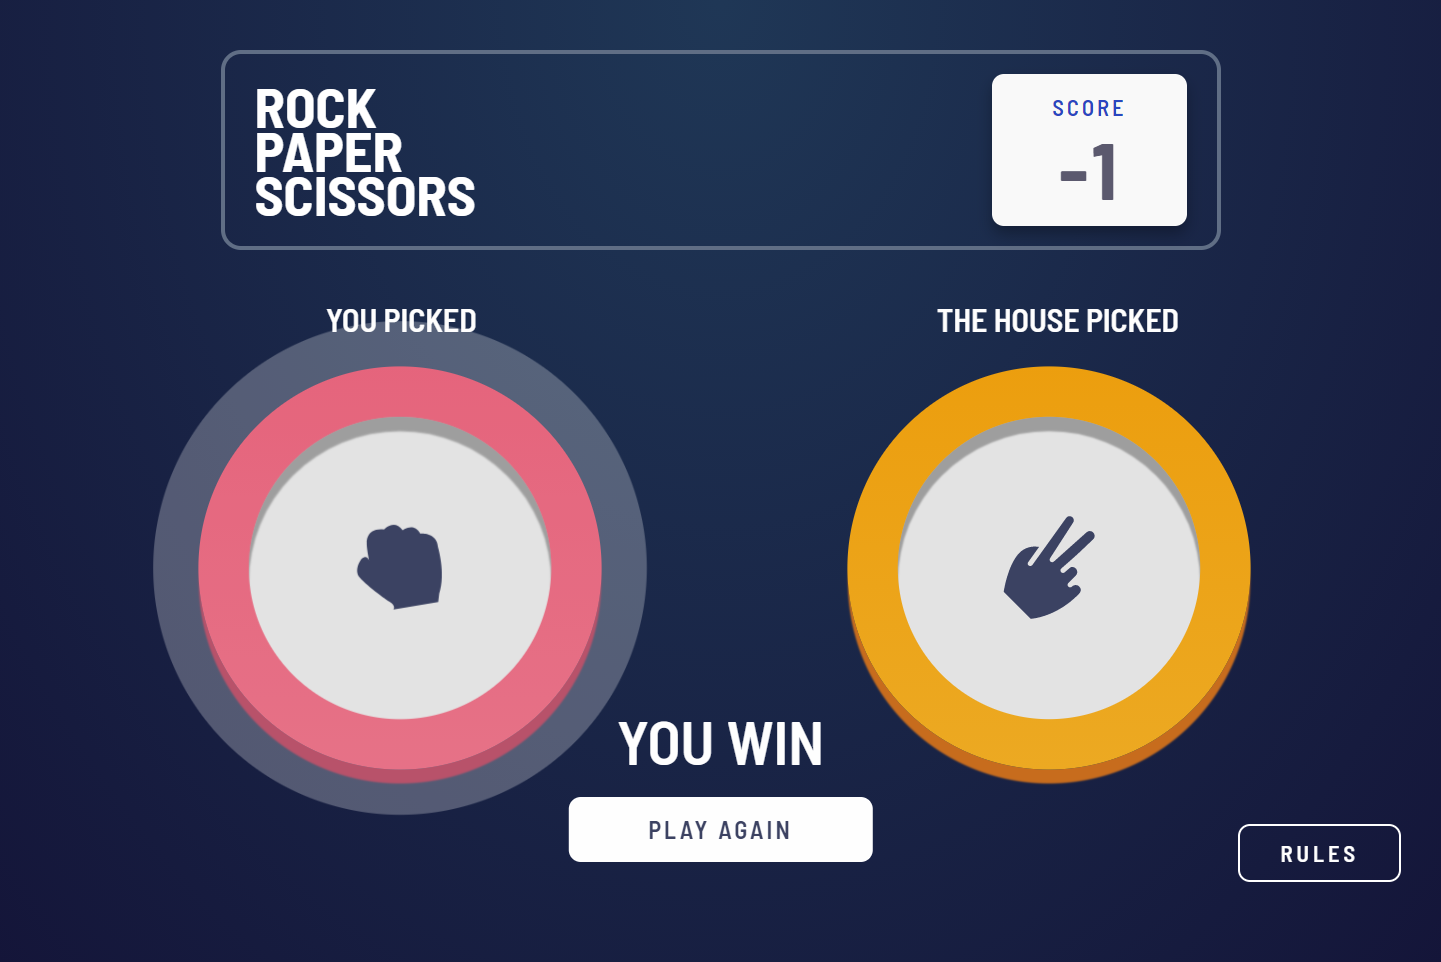 ROCK
PAPER
SCISSORS
SCORE
-1
YOU PICKED
THE HOUSE PICKED
YOU WIN
PLAY AGAIN
RULES